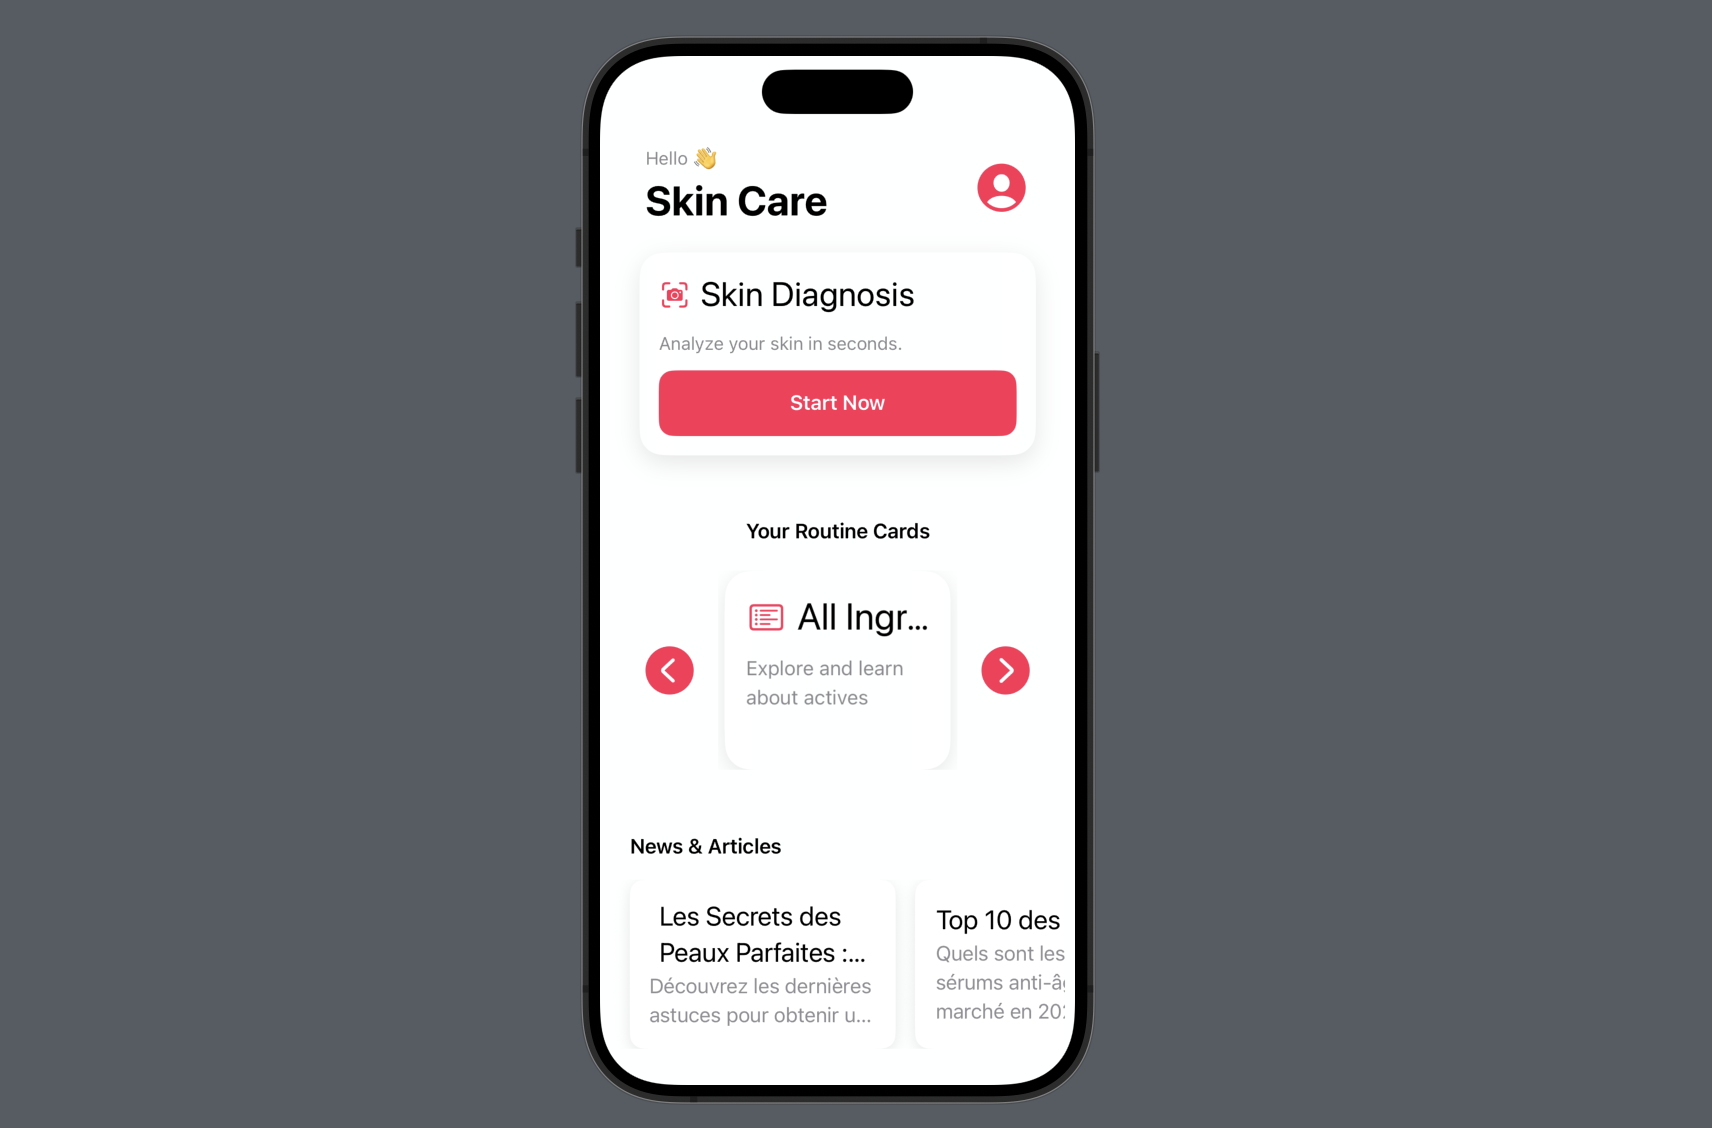 Hello 👋
Skin Care
Skin Diagnosis
Analyze your skin in seconds.
Start Now
Your Routine Cards
All Ingr...
Explore and learn
about actives
News & Articles
Les Secrets des
Peaux Parfaites :...
Découvrez les dernières
astuces pour obtenir u...
Top 10 des
Quels sont les
sérums anti-â
marché en 20